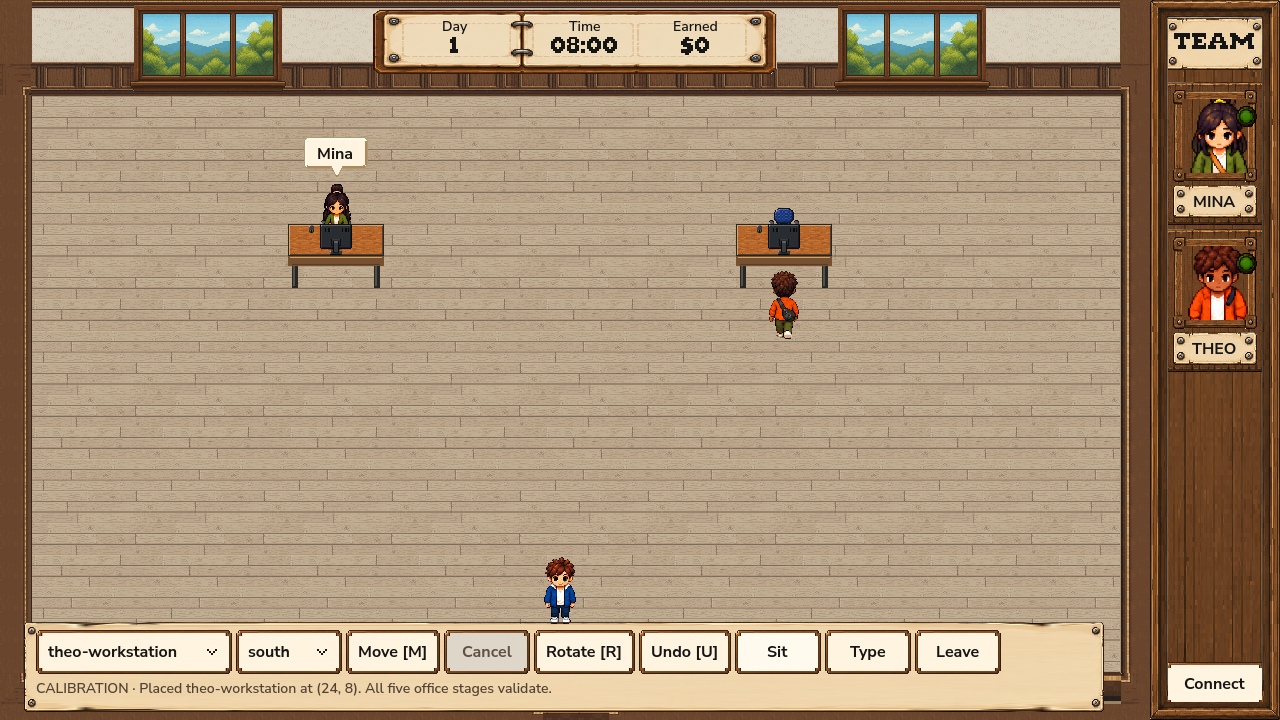 Day
1
Time
08:00
Earned
$0
TEAM
Mina
MINA
THEO
theo-workstation
south
Move [M]
Cancel
Rotate [R]
Undo [U]
Sit
Type
Leave
Connect
CALIBRATION · Placed theo-workstation at (24, 8). All five office stages validate.